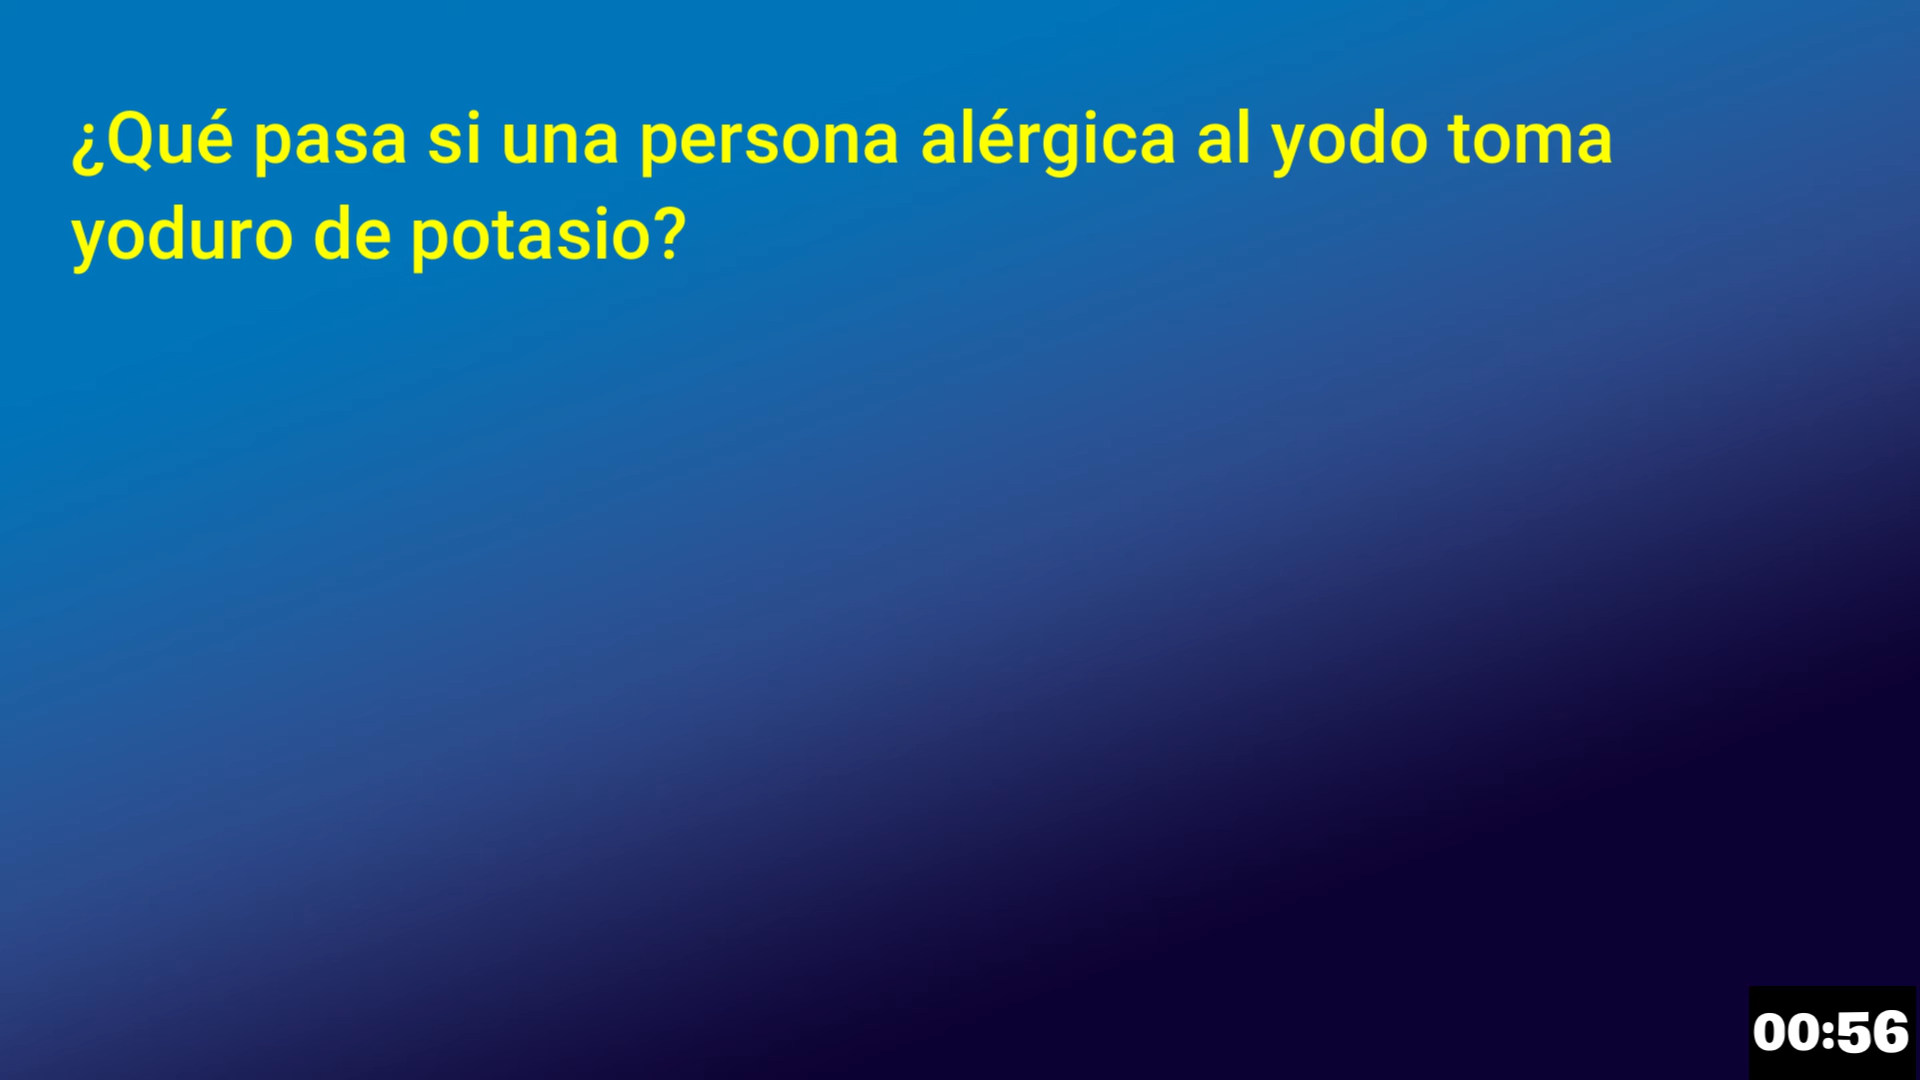 ¿Qué pasa si una persona alérgica al yodo toma
yoduro de potasio?
00:56